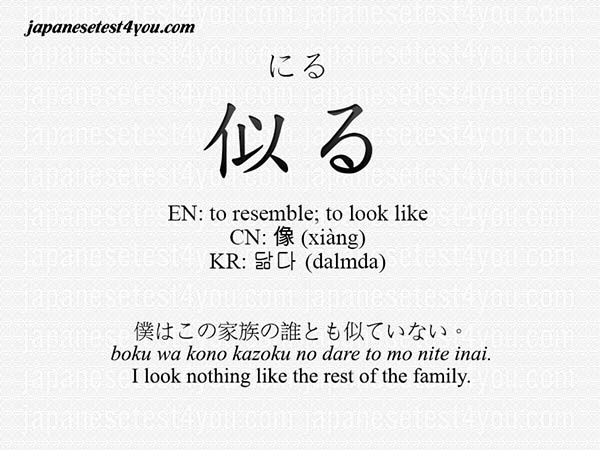 japanesetest4you.com
にる
似る
EN: to resemble; to look like
CN: 像 (xiàng)
KR: 닮다 (dalmda)
僕はこの家族の誰とも似ていない。
boku wa kono kazoku no dare to mo nite inai.
I look nothing like the rest of the family.